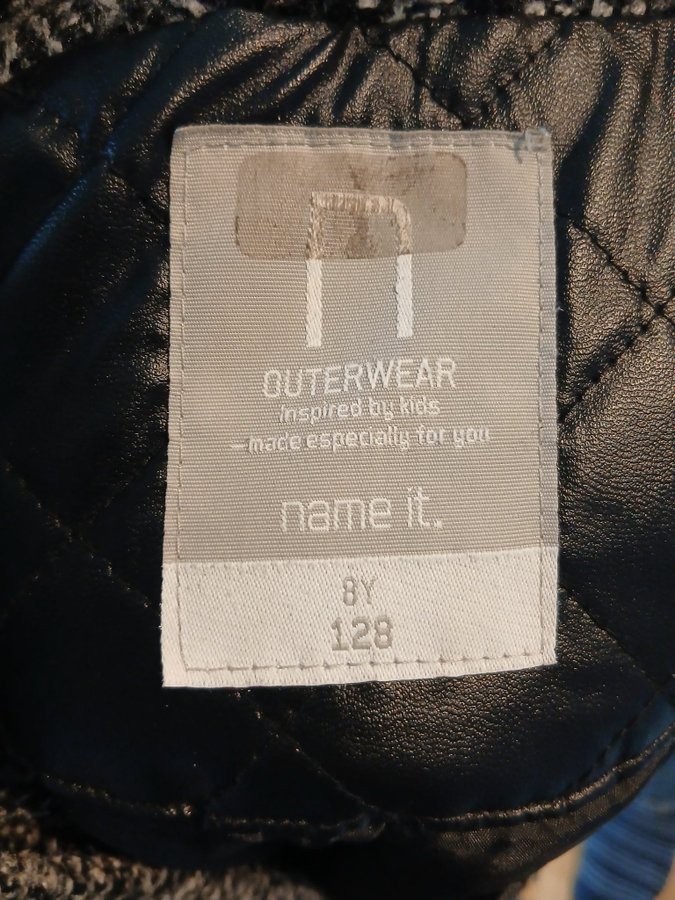 OUTERWEAR
inspired by kids
– made especially for you
name it.
8Y
128